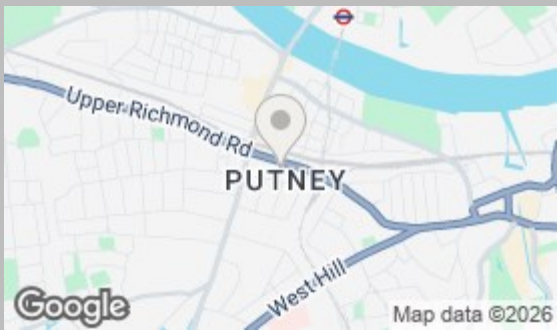 Upper Richmond Rd
PUTNEY
West Hill
Google
Map data ©2026